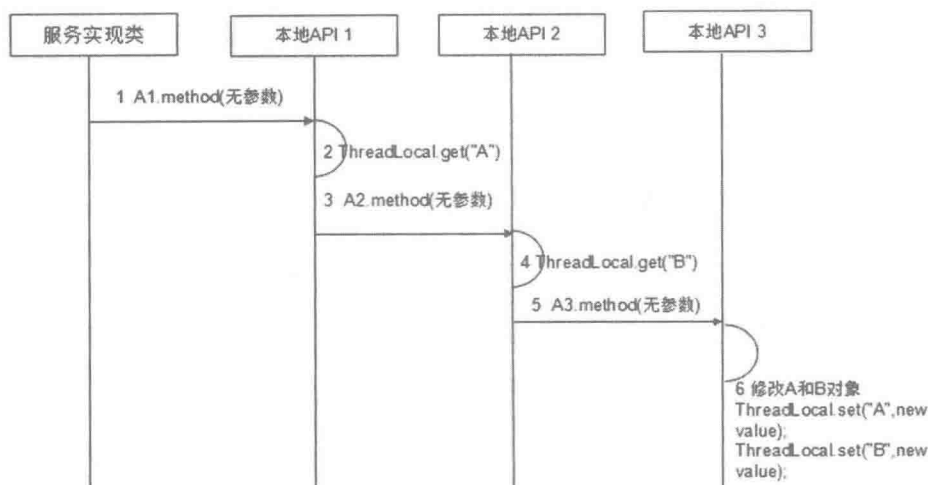 服务实现类
本地API 1
本地API 2
本地API 3
1 A1.method(无参数)
2 ThreadLocal.get("A")
3 A2.method(无参数)
4 ThreadLocal.get("B")
5 A3.method(无参数)
6 修改A和B对象
ThreadLocal.set("A",new
value);
ThreadLocal.set("B",new
value);